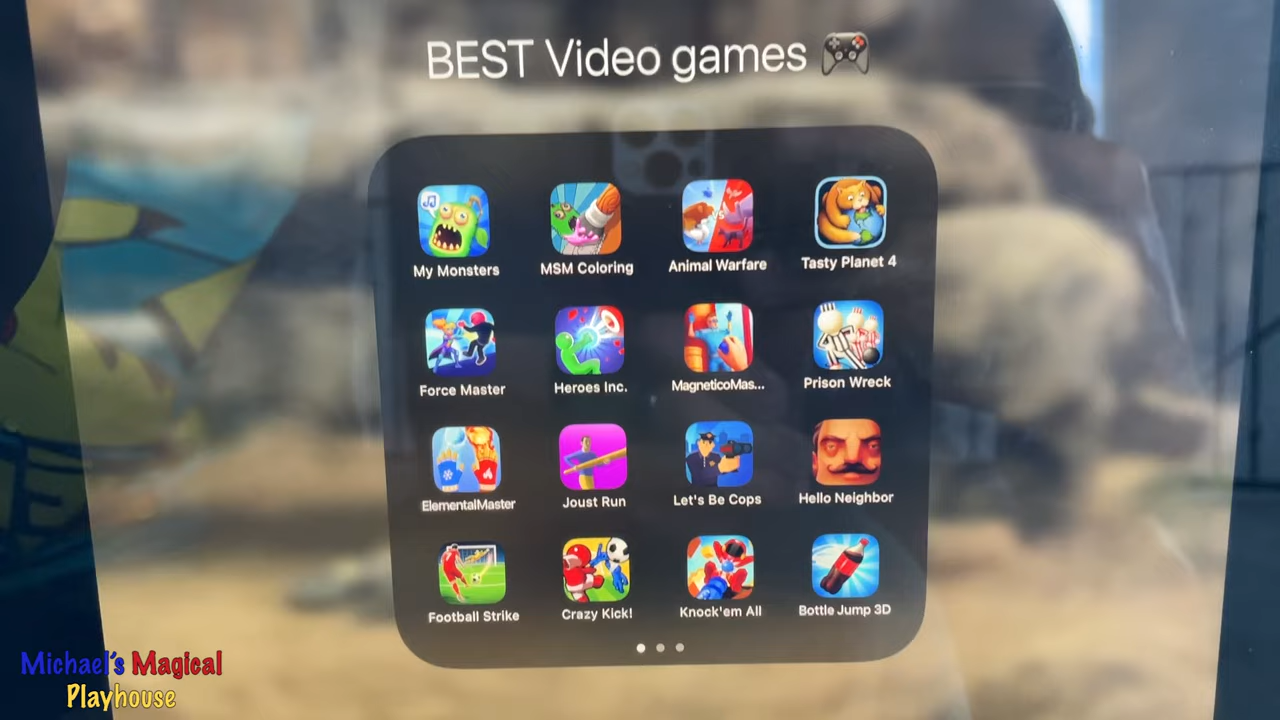 BEST Video games 🎮
My Monsters
MSM Coloring
Animal Warfare
Tasty Planet 4
Force Master
Heroes Inc.
MagneticoMas...
Prison Wreck
ElementalMaster
Joust Run
Let's Be Cops
Hello Neighbor
Football Strike
Crazy Kick!
Knock'em All
Bottle Jump 3D
Michael's Magical
Playhouse